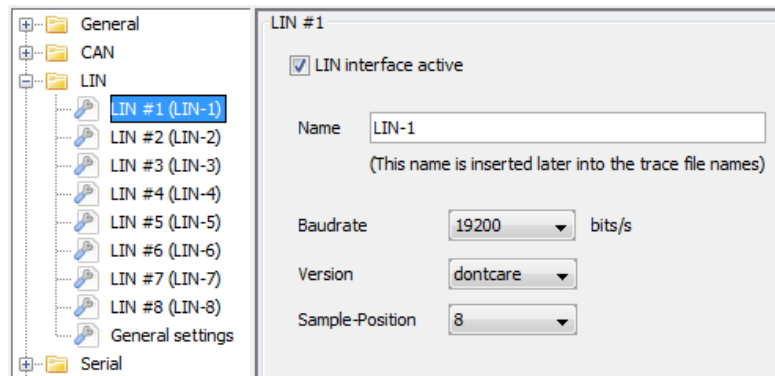 General
CAN
LIN
LIN #1 (LIN-1)
LIN #2 (LIN-2)
LIN #3 (LIN-3)
LIN #4 (LIN-4)
LIN #5 (LIN-5)
LIN #6 (LIN-6)
LIN #7 (LIN-7)
LIN #8 (LIN-8)
General settings
Serial
LIN #1
LIN interface active
Name LIN-1
(This name is inserted later into the trace file names)
Baudrate 19200 bits/s
Version dontcare
Sample-Position 8